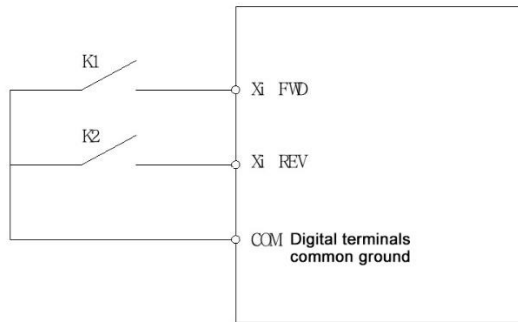 K1
Xi FWD
K2
Xi REV
COM Digital terminals
common ground